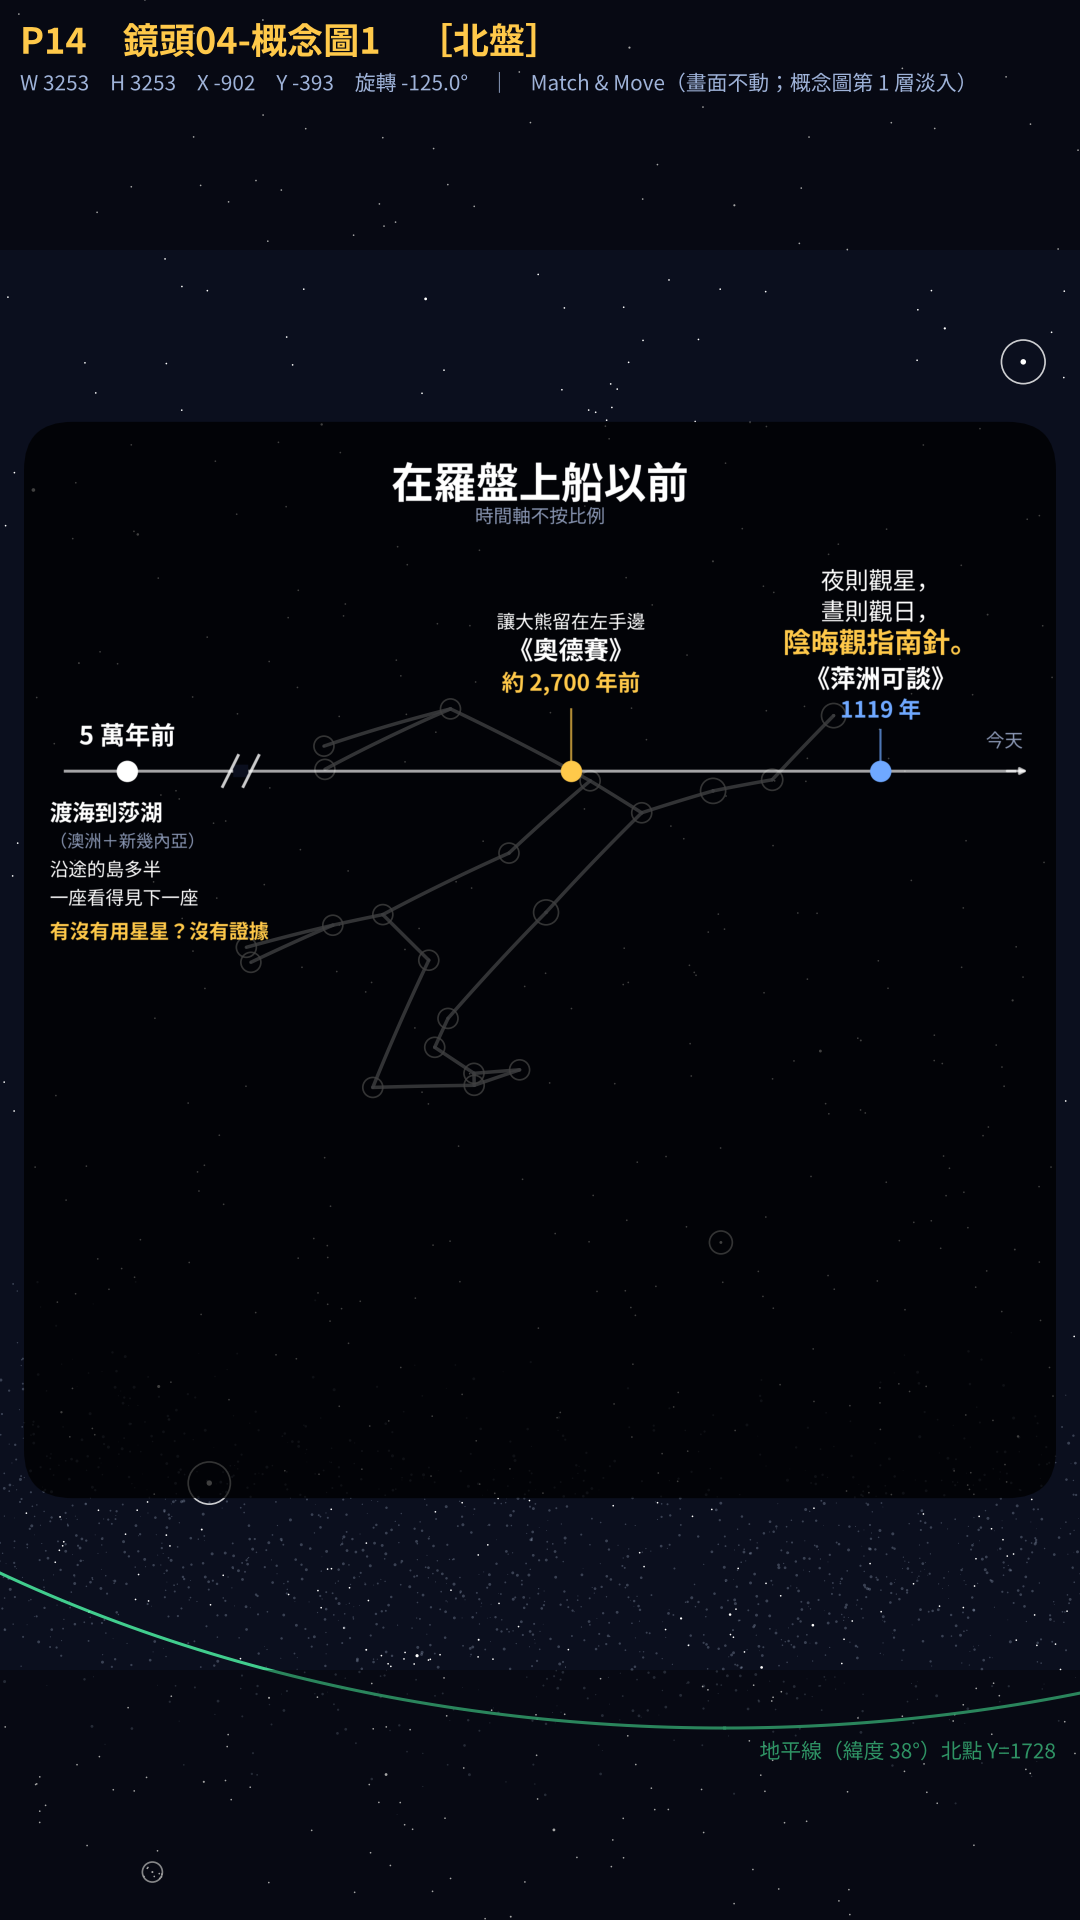 P14 鏡頭04-概念圖1 ［北盤］
W 3253 H 3253 X -902 Y -393 旋轉 -125.0° ｜ Match & Move（畫面不動；概念圖第 1 層淡入）
在羅盤上船以前
時間軸不按比例
夜則觀星，
晝則觀日，
陰晦觀指南針。
《萍洲可談》
1119 年
讓大熊留在左手邊
《奧德賽》
約 2,700 年前
5 萬年前
今天
渡海到莎湖
（澳洲＋新幾內亞）
沿途的島多半
一座看得見下一座
有沒有用星星？沒有證據
地平線（緯度 38°）北點 Y=1728